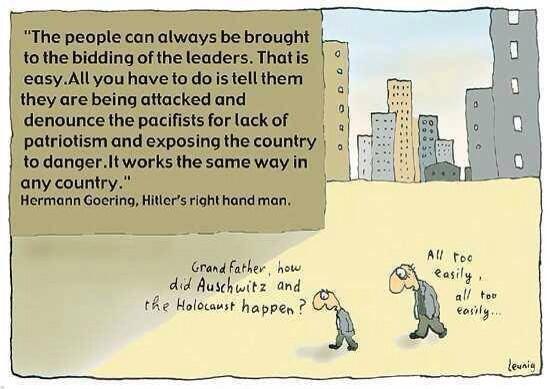 "The people can always be brought
to the bidding of the leaders. That is
easy.All you have to do is tell them
they are being attacked and
denounce the pacifists for lack of
patriotism and exposing the country
to danger.It works the same way in
any country."
Hermann Goering, Hitler's right hand man.
Grandfather, how
did Auschwitz and
the Holocaust happen?
All too
easily,
all too
easily...
Leunig